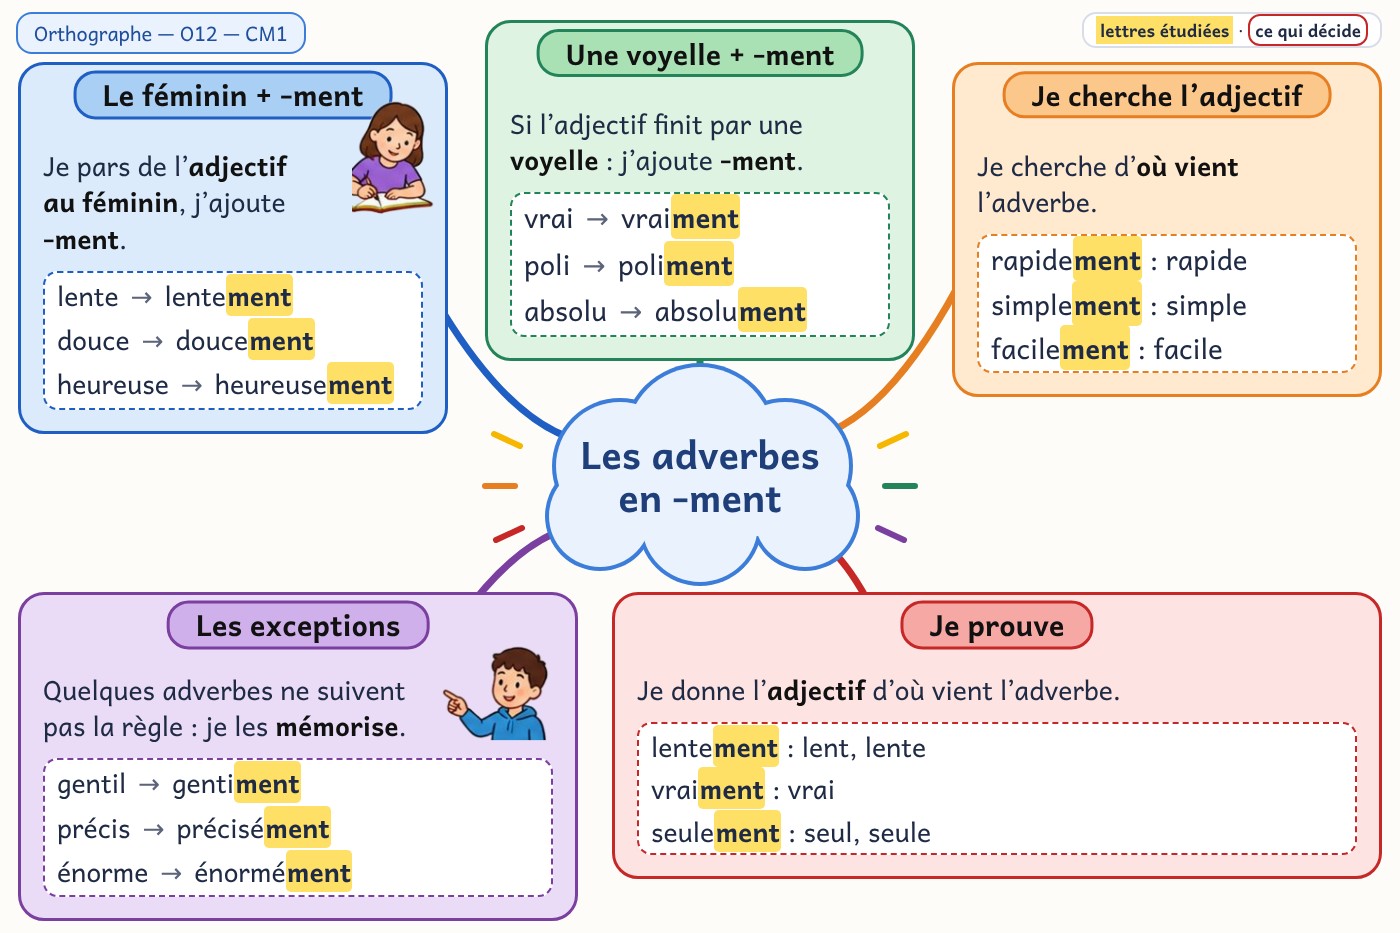 Orthographe — O12 — CM1
lettres étudiées · ce qui décide
Le féminin + -ment
Je pars de l’adjectif
au féminin, j’ajoute
-ment.
lente → lentement
douce → doucement
heureuse → heureusement
Une voyelle + -ment
Si l’adjectif finit par une
voyelle : j’ajoute -ment.
vrai → vraiment
poli → poliment
absolu → absolument
Je cherche l’adjectif
Je cherche d’où vient
l’adverbe.
rapidement : rapide
simplement : simple
facilement : facile
Les adverbes
en -ment
Les exceptions
Quelques adverbes ne suivent
pas la règle : je les mémorise.
gentil → gentiment
précis → précisément
énorme → énormément
Je prouve
Je donne l’adjectif d’où vient l’adverbe.
lentement : lent, lente
vraiment : vrai
seulement : seul, seule